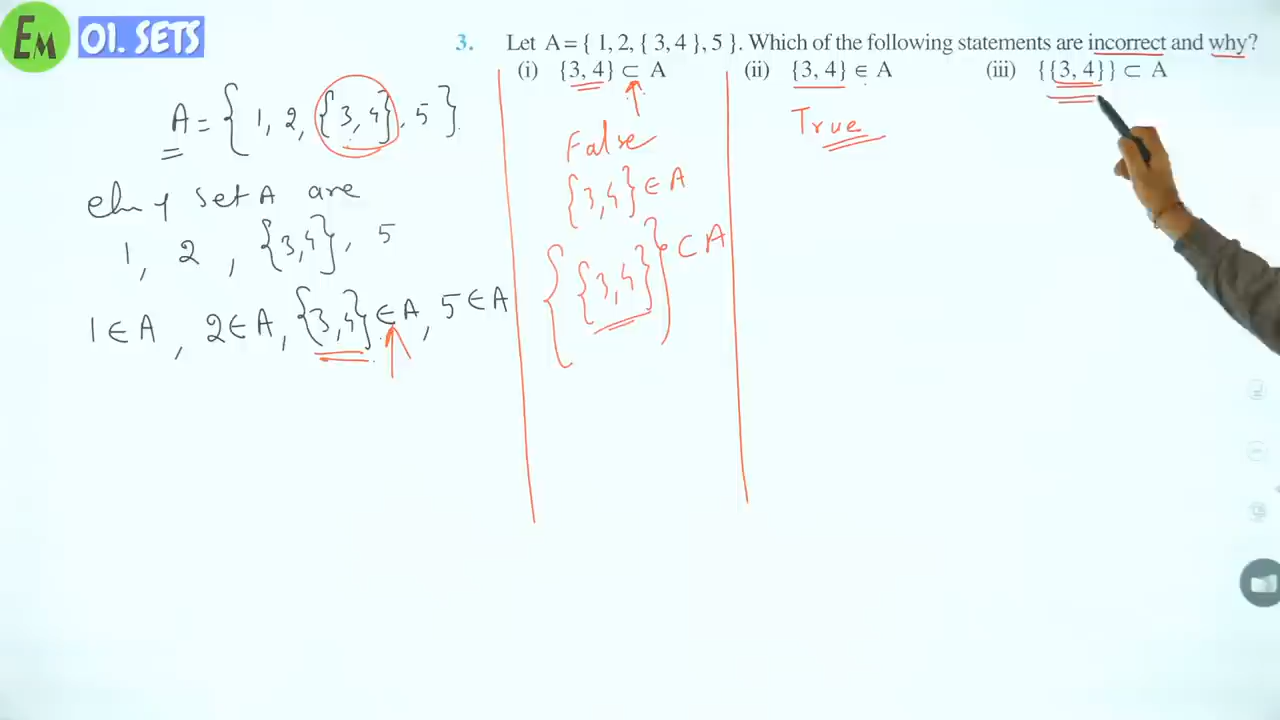 Em 01. SETS
3. Let A = { 1, 2, { 3, 4 }, 5 }. Which of the following statements are incorrect and why?
(i) {3, 4} ⊂ A (ii) {3, 4} ∈ A (iii) {{3, 4}} ⊂ A
A = { 1, 2, {3, 4}, 5 }
elm of set A are
1, 2, {3,4}, 5
1 ∈ A, 2 ∈ A, {3,4} ∈ A, 5 ∈ A
False
{3,4} ∈ A
{{3,4}} ⊂ A
True